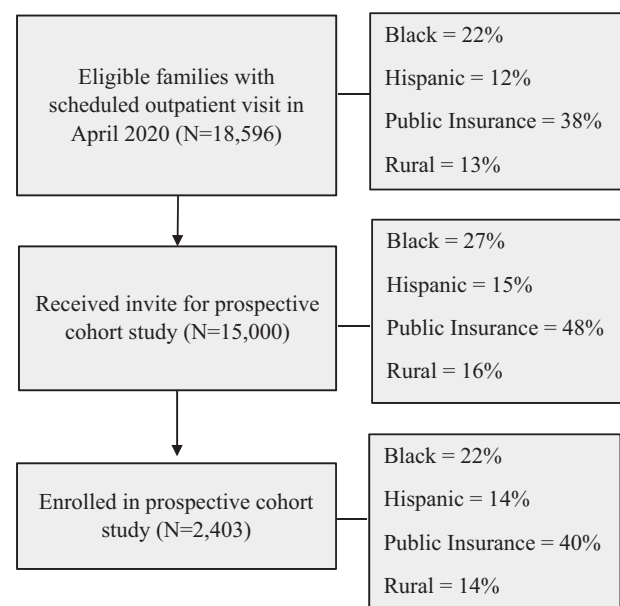 Eligible families with
scheduled outpatient visit in
April 2020 (N=18,596)
Black = 22%
Hispanic = 12%
Public Insurance = 38%
Rural = 13%
Received invite for prospective
cohort study (N=15,000)
Black = 27%
Hispanic = 15%
Public Insurance = 48%
Rural = 16%
Enrolled in prospective cohort
study (N=2,403)
Black = 22%
Hispanic = 14%
Public Insurance = 40%
Rural = 14%